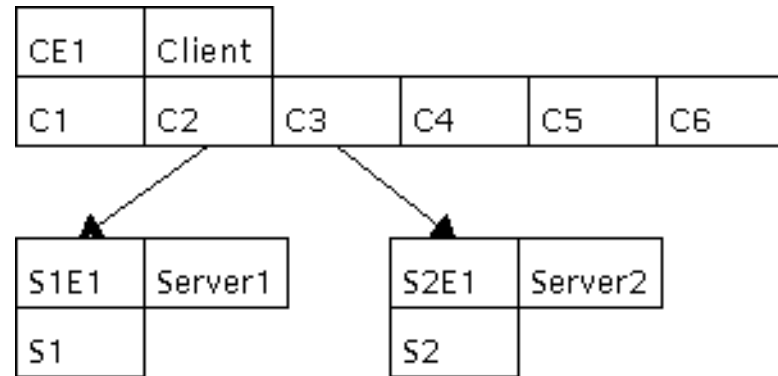 CE1 Client
C1 C2 C3 C4 C5 C6
S1E1 Server1 S2E1 Server2
S1 S2